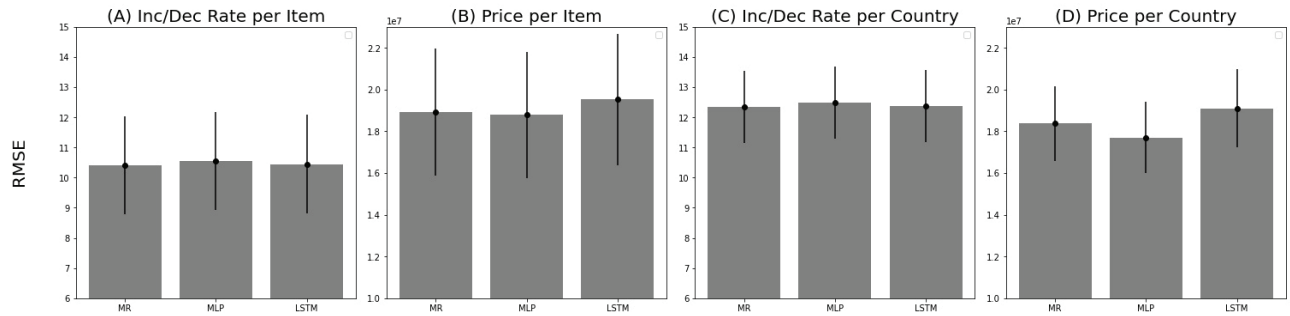 (A) Inc/Dec Rate per Item
(B) Price per Item
(C) Inc/Dec Rate per Country
(D) Price per Country
RMSE
15
14
13
12
11
10
9
8
7
6
MR
MLP
LSTM
1e7
2.2
2.0
1.8
1.6
1.4
1.2
1.0
MR
MLP
LSTM
15
14
13
12
11
10
9
8
7
6
MR
MLP
LSTM
1e7
2.2
2.0
1.8
1.6
1.4
1.2
1.0
MR
MLP
LSTM